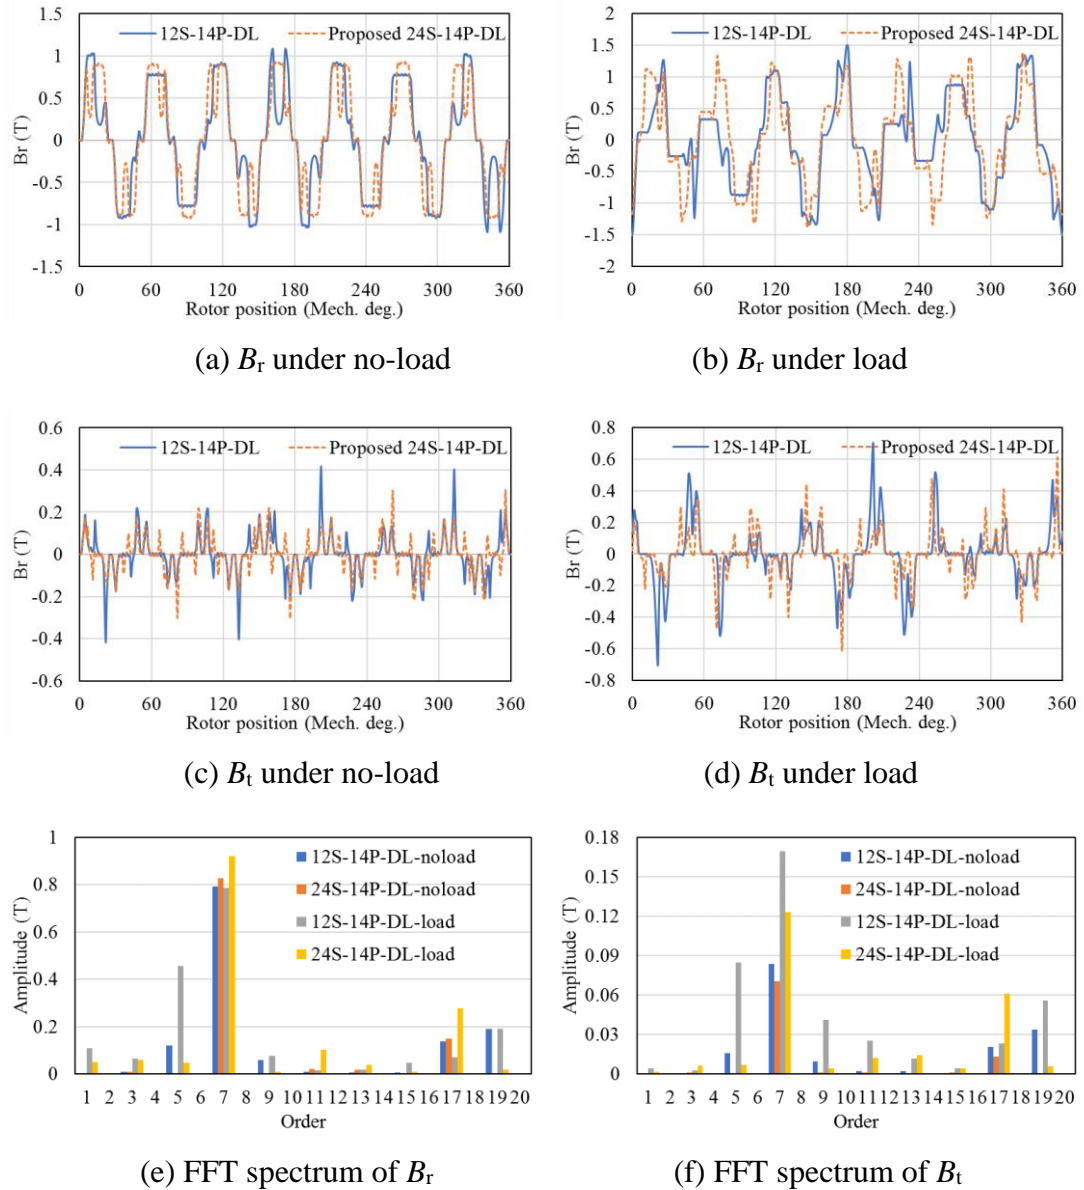 12S-14P-DL
Proposed 24S-14P-DL
1.5
1
0.5
0
-0.5
-1
-1.5
Br (T)
0 60 120 180 240 300 360
Rotor position (Mech. deg.)
(a) Br under no-load
12S-14P-DL
Proposed 24S-14P-DL
2
1.5
1
0.5
0
-0.5
-1
-1.5
-2
Br (T)
0 60 120 180 240 300 360
Rotor position (Mech. deg.)
(b) Br under load
12S-14P-DL
Proposed 24S-14P-DL
0.6
0.4
0.2
0
-0.2
-0.4
-0.6
Br (T)
0 60 120 180 240 300 360
Rotor position (Mech. deg.)
(c) Bt under no-load
12S-14P-DL
Proposed 24S-14P-DL
0.8
0.6
0.4
0.2
0
-0.2
-0.4
-0.6
-0.8
Br (T)
0 60 120 180 240 300 360
Rotor position (Mech. deg.)
(d) Bt under load
1
0.8
0.6
0.4
0.2
0
Amplitude (T)
12S-14P-DL-noload
24S-14P-DL-noload
12S-14P-DL-load
24S-14P-DL-load
1 2 3 4 5 6 7 8 9 10 11 12 13 14 15 16 17 18 19 20
Order
(e) FFT spectrum of Br
0.18
0.15
0.12
0.09
0.06
0.03
0
Amplitude (T)
12S-14P-DL-noload
24S-14P-DL-noload
12S-14P-DL-load
24S-14P-DL-load
1 2 3 4 5 6 7 8 9 10 11 12 13 14 15 16 17 18 19 20
Order
(f) FFT spectrum of Bt